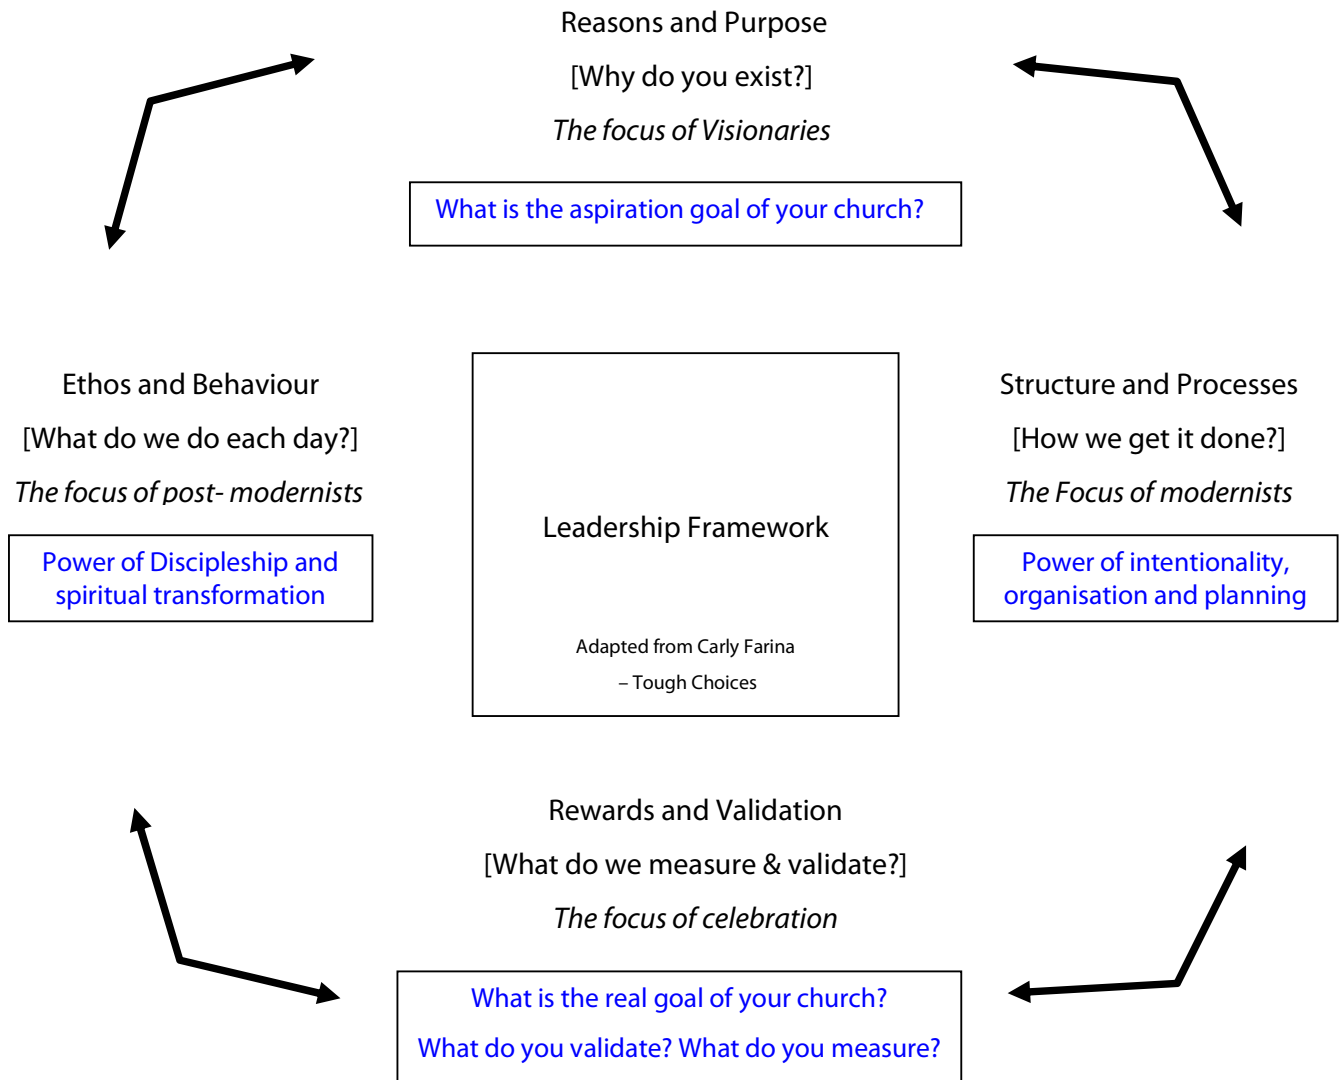 Reasons and Purpose
[Why do you exist?]
The focus of Visionaries
What is the aspiration goal of your church?
Ethos and Behaviour
[What do we do each day?]
The focus of post- modernists
Power of Discipleship and
spiritual transformation
Leadership Framework
Adapted from Carly Farina
– Tough Choices
Structure and Processes
[How we get it done?]
The Focus of modernists
Power of intentionality,
organisation and planning
Rewards and Validation
[What do we measure & validate?]
The focus of celebration
What is the real goal of your church?
What do you validate? What do you measure?